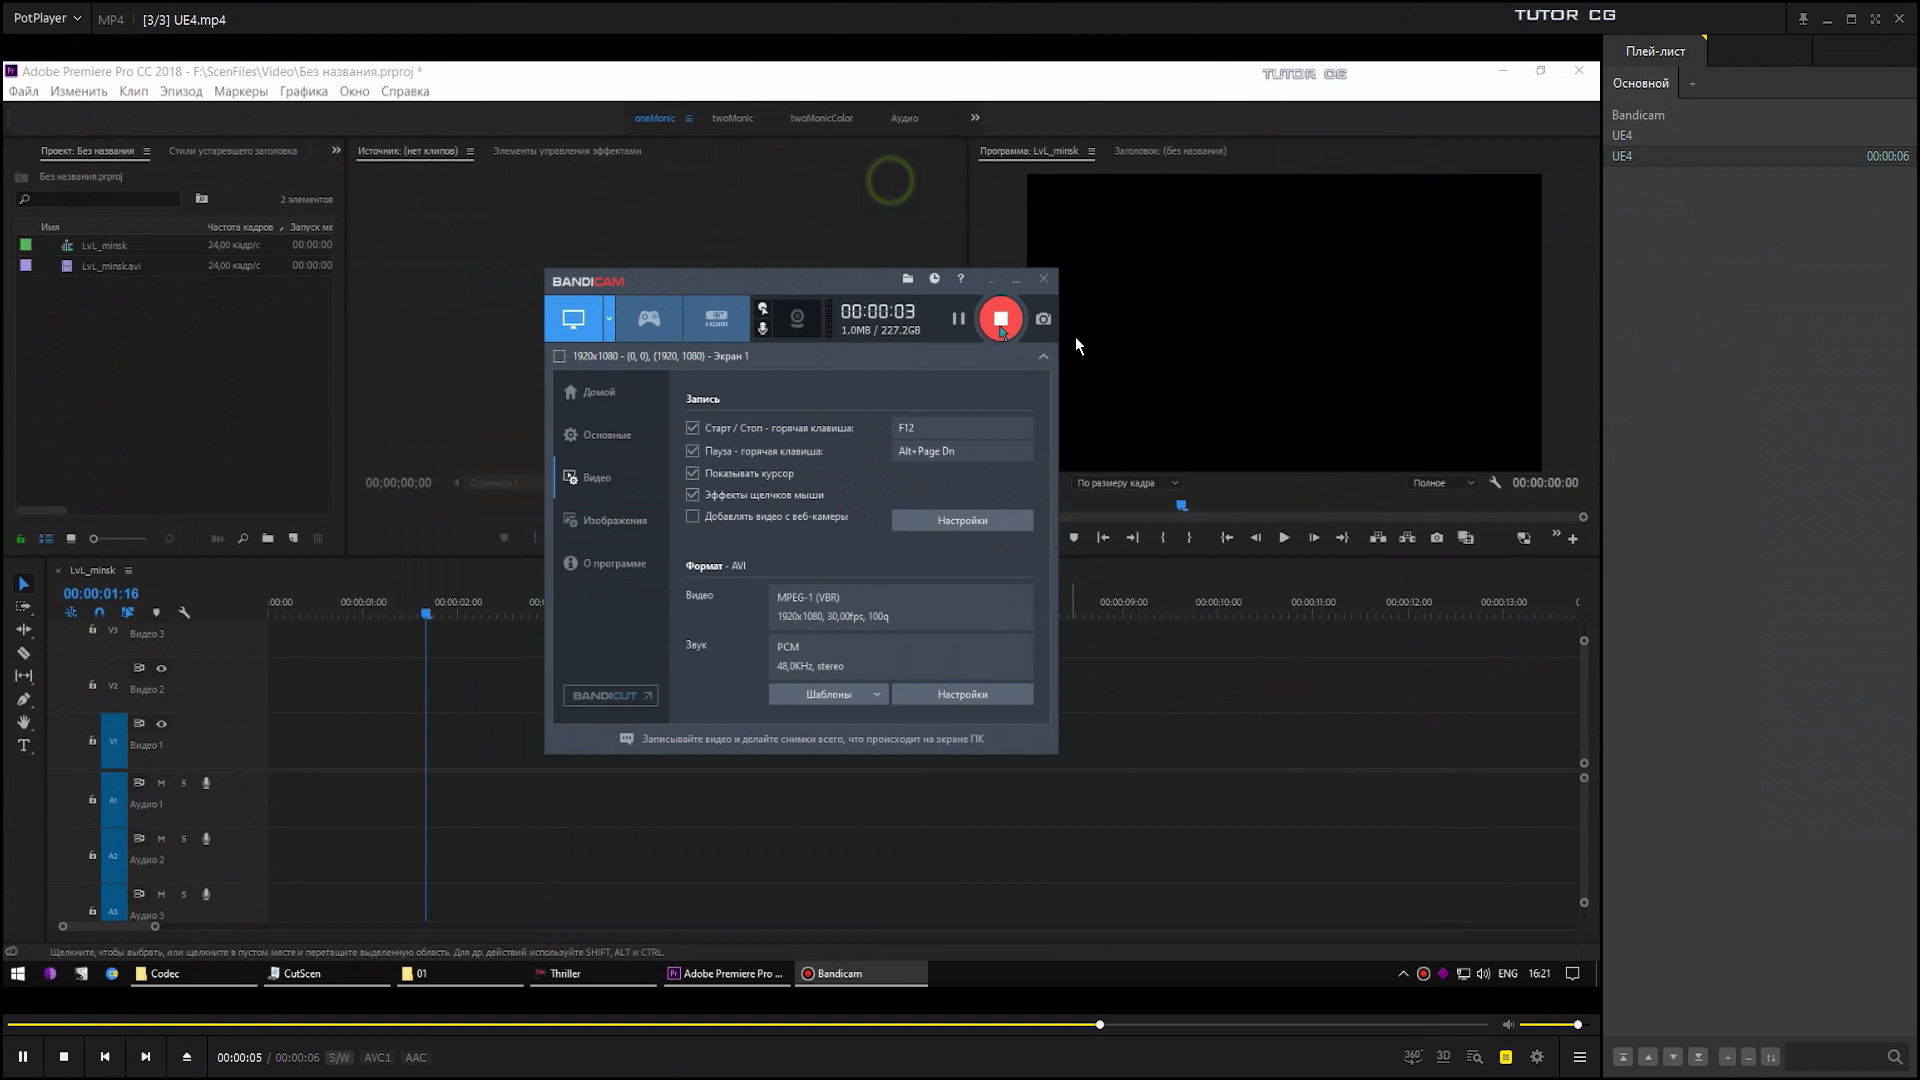 PotPlayer
MP4
[3/3] UE4.mp4
TUTOR CG
Плей-лист
Основной
+
Bandicam
UE4
UE4
00:00:06
Adobe Premiere Pro CC 2018 - F:\ScenFiles\Video\Без названия.prproj *
TUTOR CG
Файл Изменить Клип Эпизод Маркеры Графика Окно Справка
oneMonic twoMonic twoMonicColor Аудио
Проект: Без названия Стили устаревшего заголовка
Источник: (нет клипов) Элементы управления эффектами
Программа: LvL_minsk Заголовок: (без названия)
Без названия.prproj
2 элементов
Имя Частота кадров Запуск ме
LvL_minsk 24,00 кадр/с 00:00:00
LvL_minsk.avi 24,00 кадр/с 00:00:00
00;00;00;00
Страница 1
По размеру кадра
Полное
00:00:00:00
BANDICAM
?
HDMI
00:00:03
1.0MB / 227.2GB
1920x1080 - (0, 0), (1920, 1080) - Экран 1
Домой
Основные
Видео
Изображения
О программе
BANDICUT
Запись
Старт / Стоп - горячая клавиша: F12
Пауза - горячая клавиша: Alt+Page Dn
Показывать курсор
Эффекты щелчков мыши
Добавлять видео с веб-камеры
Настройки
Формат - AVI
Видео
MPEG-1 (VBR)
1920x1080, 30,00fps, 100q
Звук
PCM
48,0KHz, stereo
Шаблоны
Настройки
Записывайте видео и делайте снимки всего, что происходит на экране ПК
LvL_minsk
00:00:01:16
:00:00 00:00:01:00 00:00:02:00 00:00:09:00 00:00:10:00 00:00:11:00 00:00:12:00 00:00:13:00
V3 Видео 3
V2 Видео 2
V1 Видео 1
M S
A1 Аудио 1
M S
A2 Аудио 2
M S
A3 Аудио 3
Щелкните, чтобы выбрать, или щелкните в пустом месте и перетащите выделенную область. Для др. действий используйте SHIFT, ALT и CTRL.
Codec
CutScen
01
Thriller
Adobe Premiere Pro ...
Bandicam
ENG 16:21
00:00:05 / 00:00:06 S/W AVC1 AAC
360° 3D